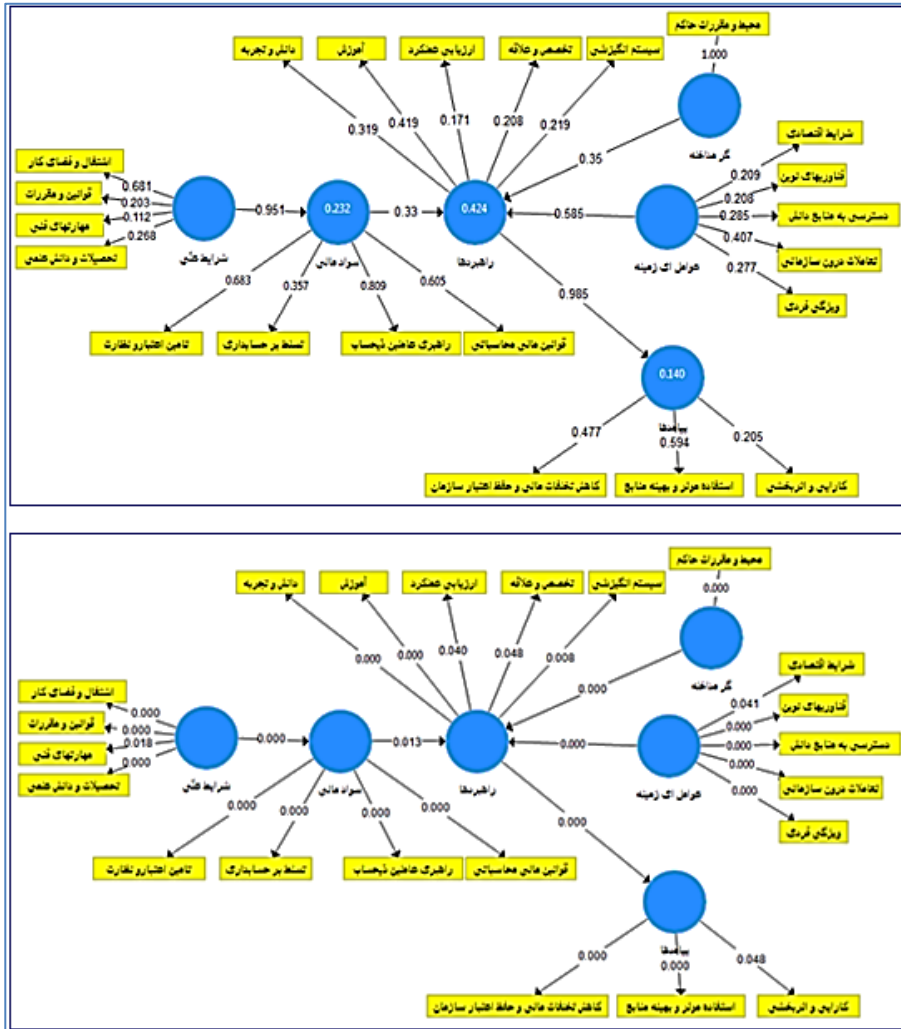 محیط و مقررات حاکم
دانش و تجربه
آموزش
ارزیابی عملکرد
تخصص و علاقه
سیستم انگیزشی
1.000
0.319
0.419
0.171
0.208
0.219
گر مداخله
0.35
شرایط اقتصادی
اشتغال و فضای کار
قوانین و مقررات
مهارتهای فنی
تحصیلات و دانش علمی
0.681
0.203
0.112
0.268
شرایط علّی
0.951
0.232
سواد مالی
0.33
0.424
راهبردها
0.585
عوامل ای زمینه
0.209
0.208
0.285
0.407
0.277
فناوریهای نوین
دسترسی به منابع دانش
تعاملات درون سازمانی
ویژگی فردی
0.683
0.357
0.809
0.605
0.985
تامین اعتبارو نظارت
تسلط بر حسابداری
راهبری عاملین ذیحساب
قوانین مالی محاسباتی
0.140
پیامدها
0.477
0.594
0.205
کاهش تخلفات مالی و حفظ اعتبار سازمان
استفاده موثر و بهینه منابع
کارایی و اثربخشی
محیط و مقررات حاکم
دانش و تجربه
آموزش
ارزیابی عملکرد
تخصص و علاقه
سیستم انگیزشی
0.000
0.000
0.000
0.040
0.048
0.008
گر مداخله
0.000
شرایط اقتصادی
اشتغال و فضای کار
قوانین و مقررات
مهارتهای فنی
تحصیلات و دانش علمی
0.000
0.000
0.018
0.000
شرایط علّی
0.000
سواد مالی
0.013
راهبردها
0.000
عوامل ای زمینه
0.041
0.000
0.000
0.000
0.000
فناوریهای نوین
دسترسی به منابع دانش
تعاملات درون سازمانی
ویژگی فردی
0.000
0.000
0.000
0.000
0.000
تامین اعتبارو نظارت
تسلط بر حسابداری
راهبری عاملین ذیحساب
قوانین مالی محاسباتی
پیامدها
0.000
0.000
0.048
کاهش تخلفات مالی و حفظ اعتبار سازمان
استفاده موثر و بهینه منابع
کارایی و اثربخشی